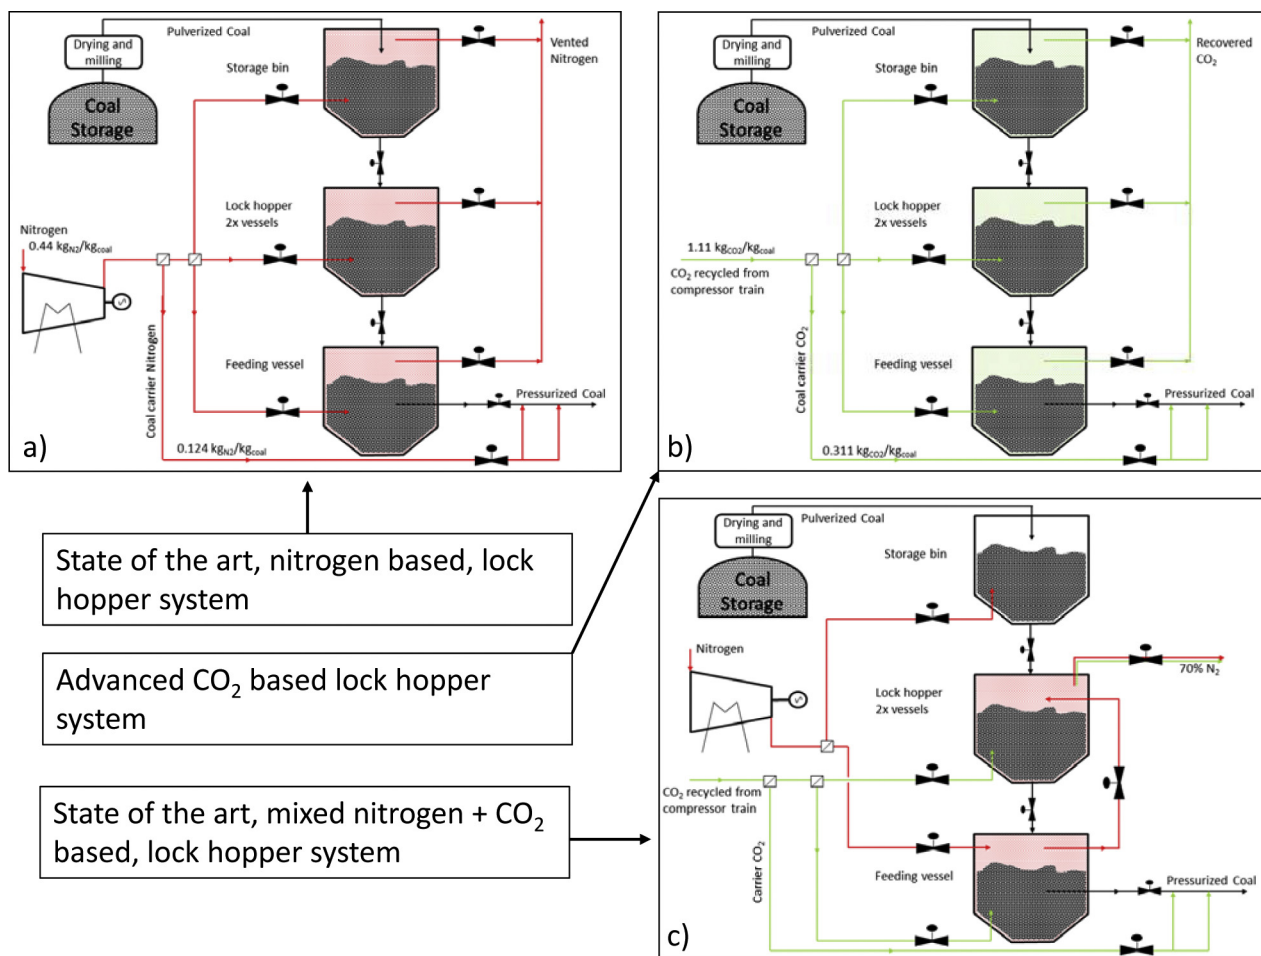 Drying and
milling
Pulverized Coal
Coal
Storage
Storage bin
Vented
Nitrogen
Lock hopper
2x vessels
Nitrogen
0.44 kgN2/kgcoal
Coal carrier Nitrogen
Feeding vessel
Pressurized Coal
0.124 kgN2/kgcoal
a)
Drying and
milling
Pulverized Coal
Coal
Storage
Storage bin
Recovered
CO2
Lock hopper
2x vessels
1.11 kgCO2/kgcoal
CO2 recycled from
compressor train
Coal carrier CO2
Feeding vessel
Pressurized Coal
0.311 kgCO2/kgcoal
b)
State of the art, nitrogen based, lock
hopper system
Advanced CO2 based lock hopper
system
State of the art, mixed nitrogen + CO2
based, lock hopper system
Drying and
milling
Pulverized Coal
Coal
Storage
Storage bin
Nitrogen
70% N2
Lock hopper
2x vessels
CO2 recycled from
compressor train
Carrier CO2
Feeding vessel
Pressurized Coal
c)